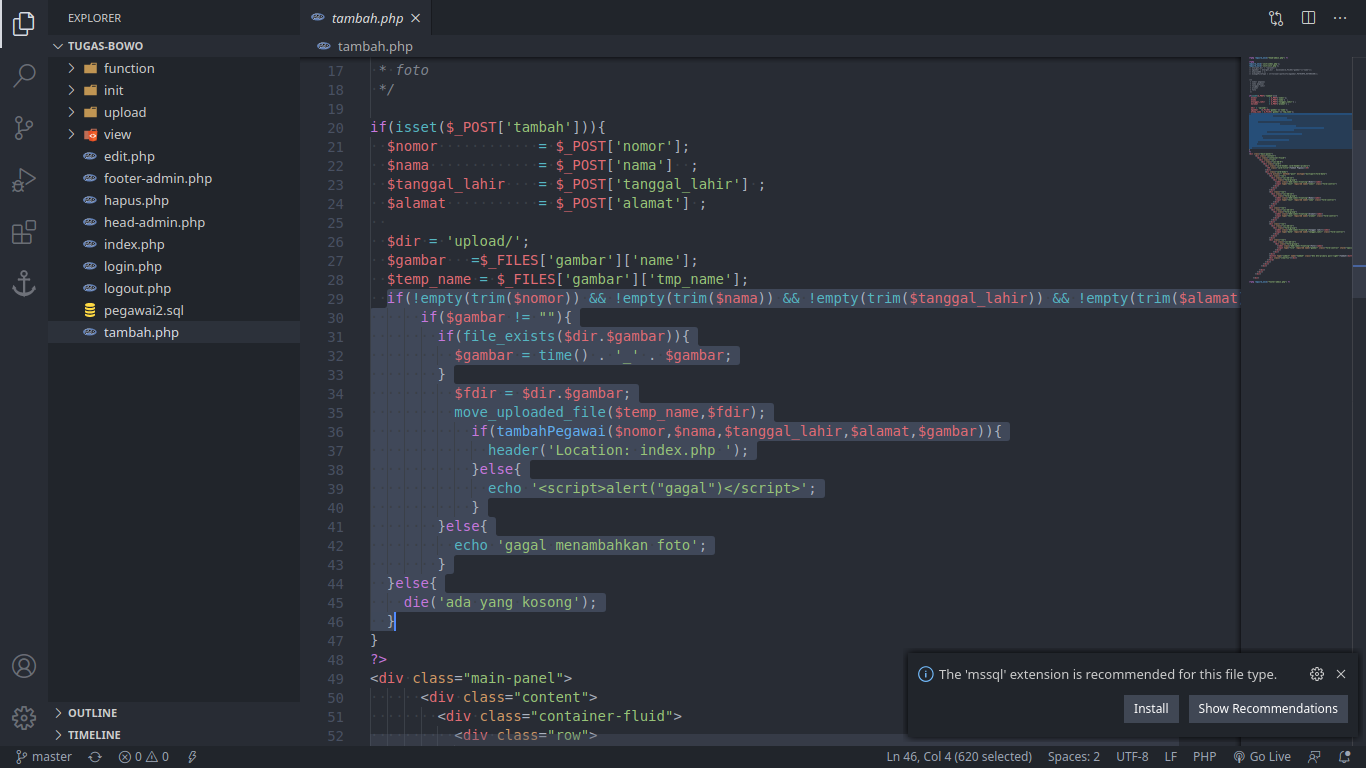 EXPLORER
TUGAS-BOWO
function
init
upload
view
edit.php
footer-admin.php
hapus.php
head-admin.php
index.php
login.php
logout.php
pegawai2.sql
tambah.php
OUTLINE
TIMELINE
tambah.php
tambah.php
17 * foto
18 */
19
20 if(isset($_POST['tambah'])){
21 $nomor = $_POST['nomor'];
22 $nama = $_POST['nama'] ;
23 $tanggal_lahir = $_POST['tanggal_lahir'] ;
24 $alamat = $_POST['alamat'] ;
25
26 $dir = 'upload/';
27 $gambar =$_FILES['gambar']['name'];
28 $temp_name = $_FILES['gambar']['tmp_name'];
29 if(!empty(trim($nomor)) && !empty(trim($nama)) && !empty(trim($tanggal_lahir)) && !empty(trim($alamat
30 if($gambar != ""){
31 if(file_exists($dir.$gambar)){
32 $gambar = time() . '_' . $gambar;
33 }
34 $fdir = $dir.$gambar;
35 move_uploaded_file($temp_name,$fdir);
36 if(tambahPegawai($nomor,$nama,$tanggal_lahir,$alamat,$gambar)){
37 header('Location: index.php ');
38 }else{
39 echo '<script>alert("gagal")</script>';
40 }
41 }else{
42 echo 'gagal menambahkan foto';
43 }
44 }else{
45 die('ada yang kosong');
46 }
47 }
48 ?>
49 <div class="main-panel">
50 <div class="content">
51 <div class="container-fluid">
52 <div class="row">
The 'mssql' extension is recommended for this file type.
Install
Show Recommendations
master
0
0
Ln 46, Col 4 (620 selected)
Spaces: 2
UTF-8
LF
PHP
Go Live